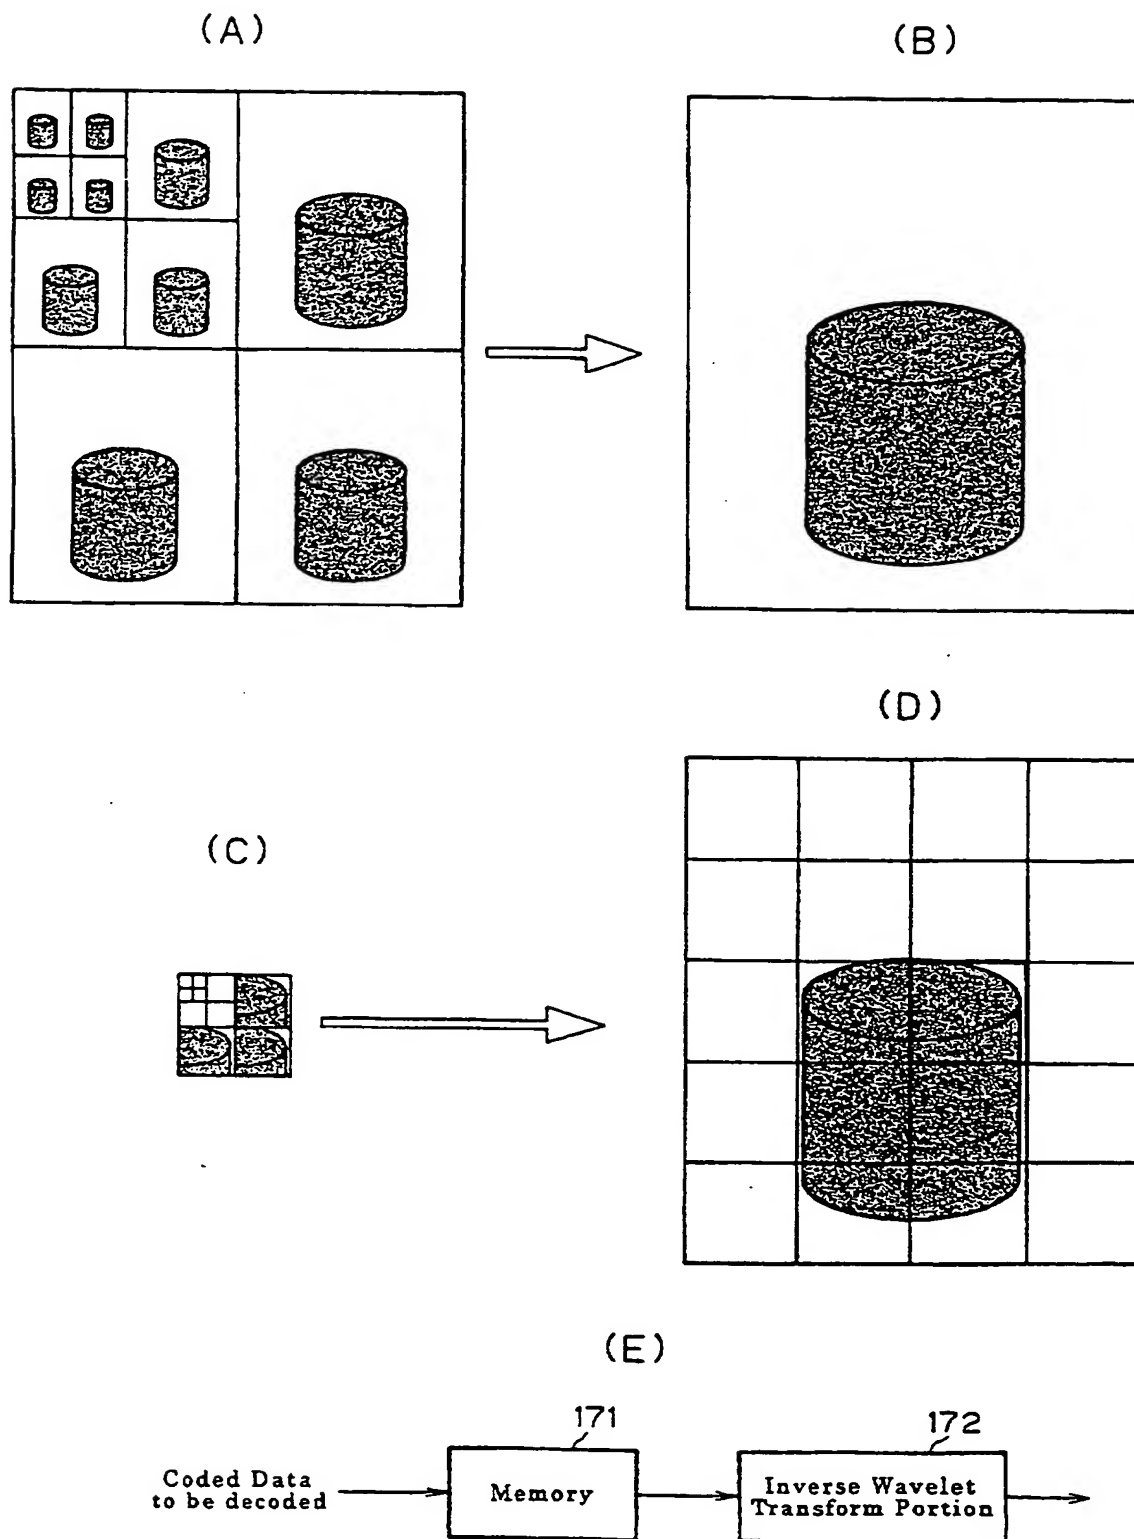 (A)
(B)
(D)
(C)
(E)
171
172
Coded Data
to be decoded
Memory
Inverse Wavelet
Transform Portion